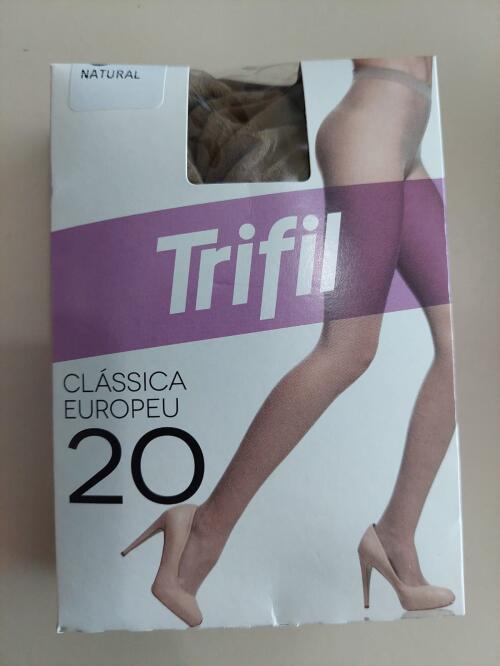 NATURAL
Trifil
CLÁSSICA
EUROPEU
20